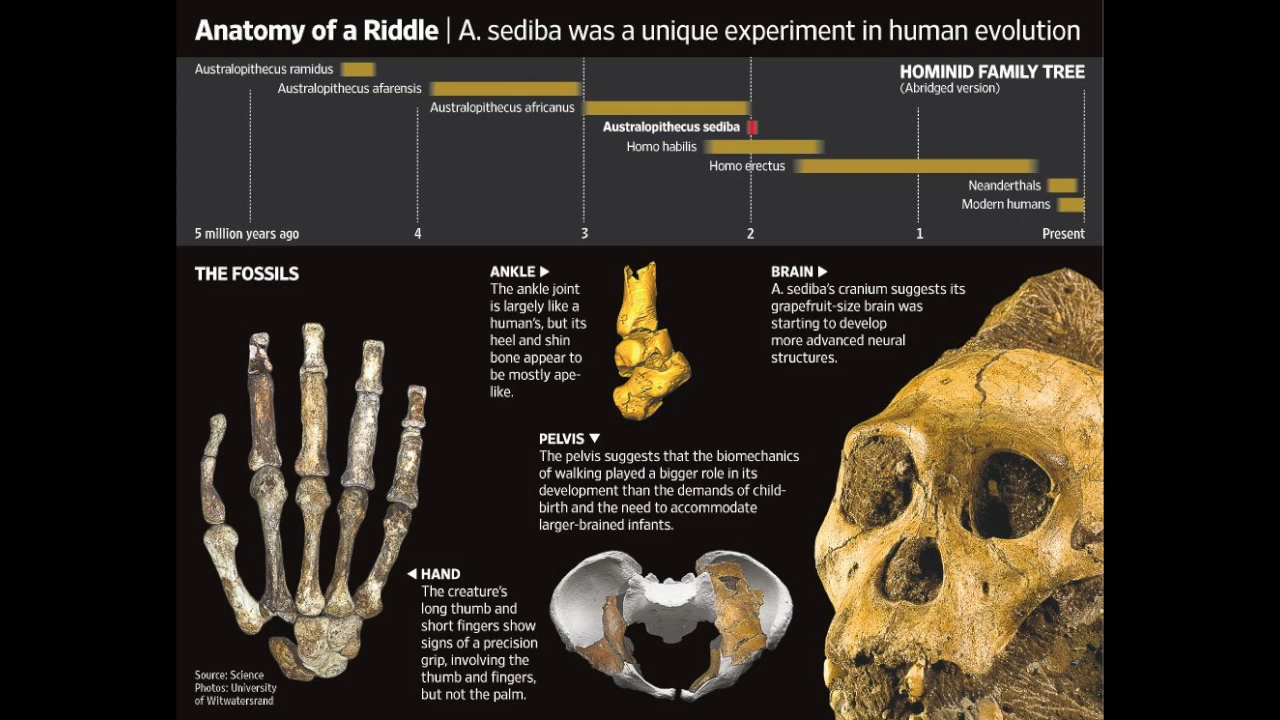 Anatomy of a Riddle | A. sediba was a unique experiment in human evolution
HOMINID FAMILY TREE
(Abridged version)
Australopithecus ramidus
Australopithecus afarensis
Australopithecus africanus
Australopithecus sediba
Homo habilis
Homo erectus
Neanderthals
Modern humans
5 million years ago 4 3 2 1 Present
THE FOSSILS
ANKLE ▶
The ankle joint
is largely like a
human's, but its
heel and shin
bone appear to
be mostly ape-
like.
BRAIN ▶
A. sediba's cranium suggests its
grapefruit-size brain was
starting to develop
more advanced neural
structures.
PELVIS ▼
The pelvis suggests that the biomechanics
of walking played a bigger role in its
development than the demands of child-
birth and the need to accommodate
larger-brained infants.
◀ HAND
The creature's
long thumb and
short fingers show
signs of a precision
grip, involving the
thumb and fingers,
but not the palm.
Source: Science
Photos: University
of Witwatersrand